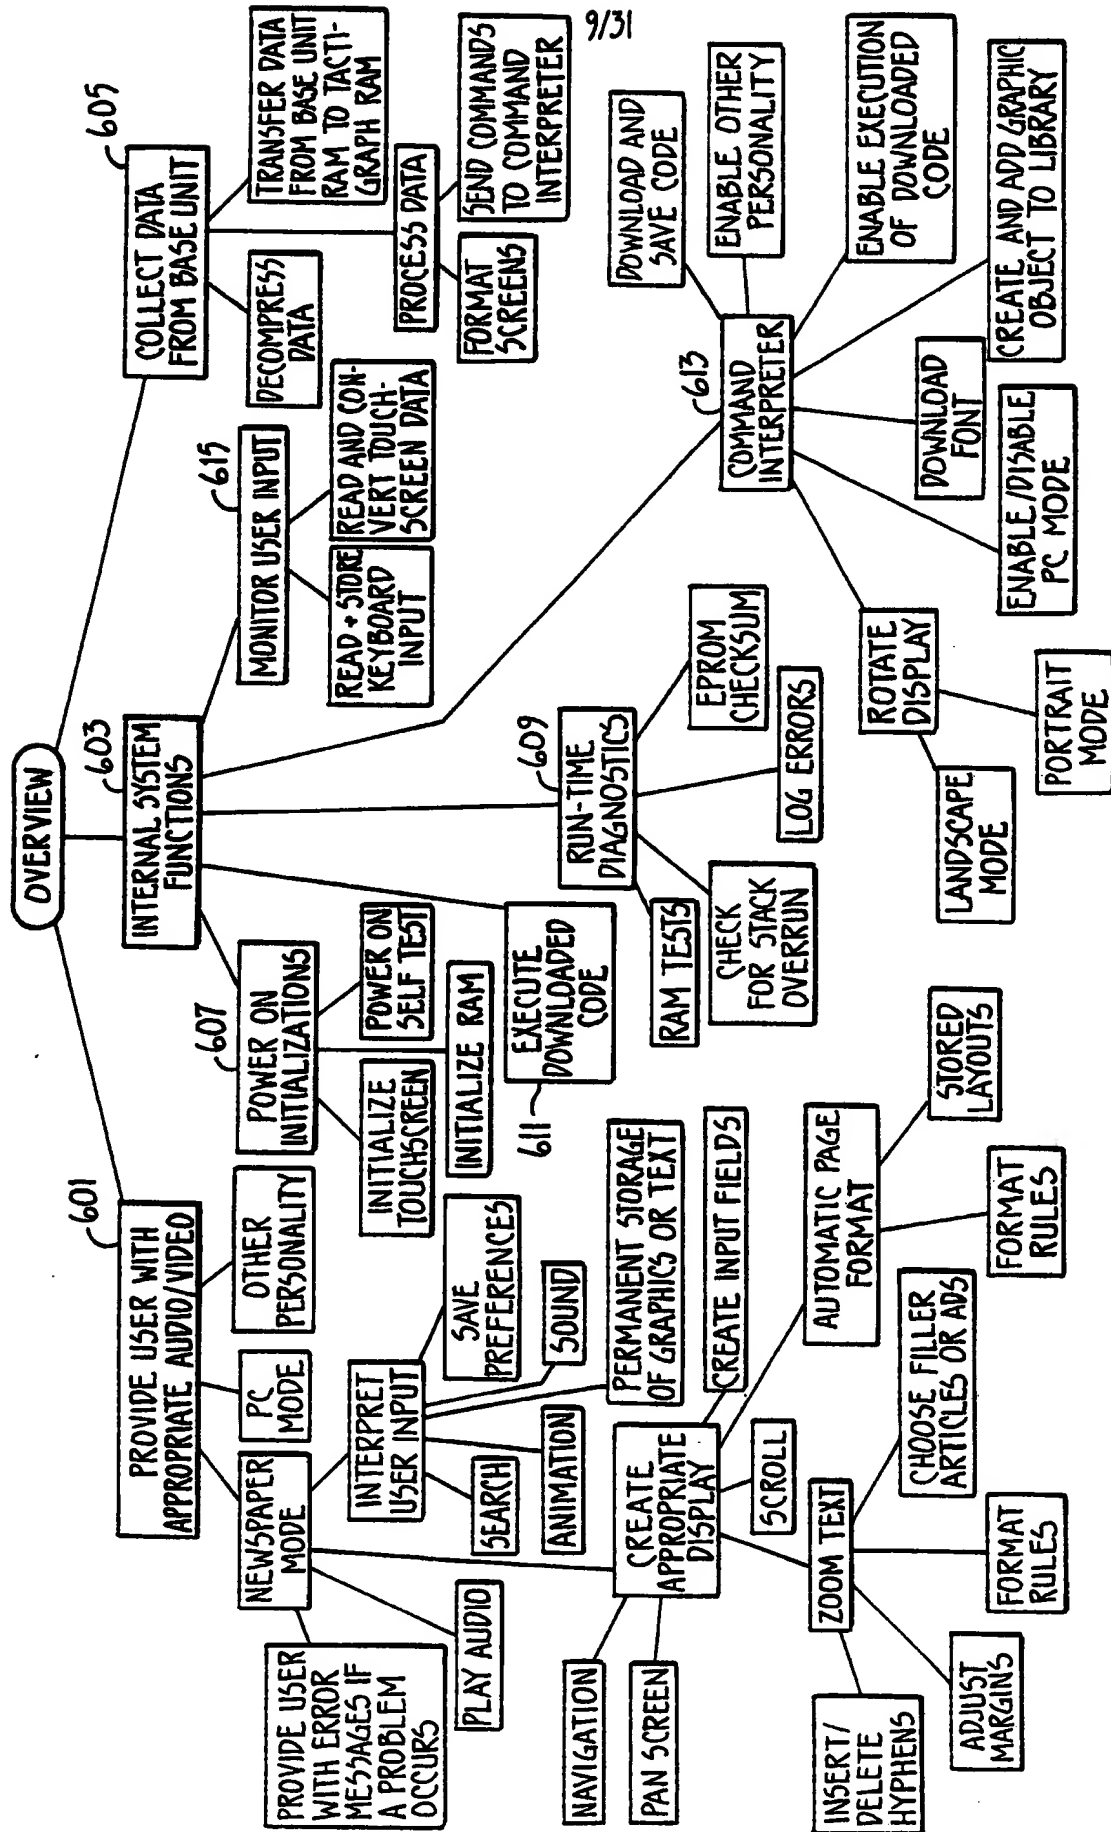 9/31
OVERVIEW
601
PROVIDE USER WITH
APPROPRIATE AUDIO/VIDEO
603
INTERNAL SYSTEM
FUNCTIONS
605
COLLECT DATA
FROM BASE UNIT
NEWSPAPER
MODE
PC
MODE
OTHER
PERSONALITY
607
POWER ON
INITIALIZATIONS
615
MONITOR USER INPUT
DECOMPRESS
DATA
TRANSFER DATA
FROM BASE UNIT
RAM TO TACTI-
GRAPH RAM
PROVIDE USER
WITH ERROR
MESSAGES IF
A PROBLEM
OCCURS
PLAY AUDIO
INTERPRET
USER INPUT
SAVE
PREFERENCES
INITIALIZE
TOUCHSCREEN
POWER ON
SELF TEST
INITIALIZE RAM
READ + STORE
KEYBOARD
INPUT
READ AND CON-
VERT TOUCH-
SCREEN DATA
PROCESS DATA
FORMAT
SCREENS
SEND COMMANDS
TO COMMAND
INTERPRETER
SEARCH
ANIMATION
SOUND
PERMANENT STORAGE
OF GRAPHICS OR TEXT
611
EXECUTE
DOWNLOADED
CODE
609
RUN-TIME
DIAGNOSTICS
NAVIGATION
PAN SCREEN
CREATE
APPROPRIATE
DISPLAY
CREATE INPUT FIELDS
SCROLL
RAM TESTS
CHECK
FOR STACK
OVERRUN
LOG ERRORS
EPROM
CHECKSUM
613
COMMAND
INTERPRETER
DOWNLOAD AND
SAVE CODE
ENABLE OTHER
PERSONALITY
ENABLE EXECUTION
OF DOWNLOADED
CODE
ZOOM TEXT
AUTOMATIC PAGE
FORMAT
INSERT/
DELETE
HYPHENS
ADJUST
MARGINS
FORMAT
RULES
CHOOSE FILLER
ARTICLES OR ADS
FORMAT
RULES
STORED
LAYOUTS
ROTATE
DISPLAY
LANDSCAPE
MODE
PORTRAIT
MODE
ENABLE/DISABLE
PC MODE
DOWNLOAD
FONT
CREATE AND ADD GRAPHIC
OBJECT TO LIBRARY